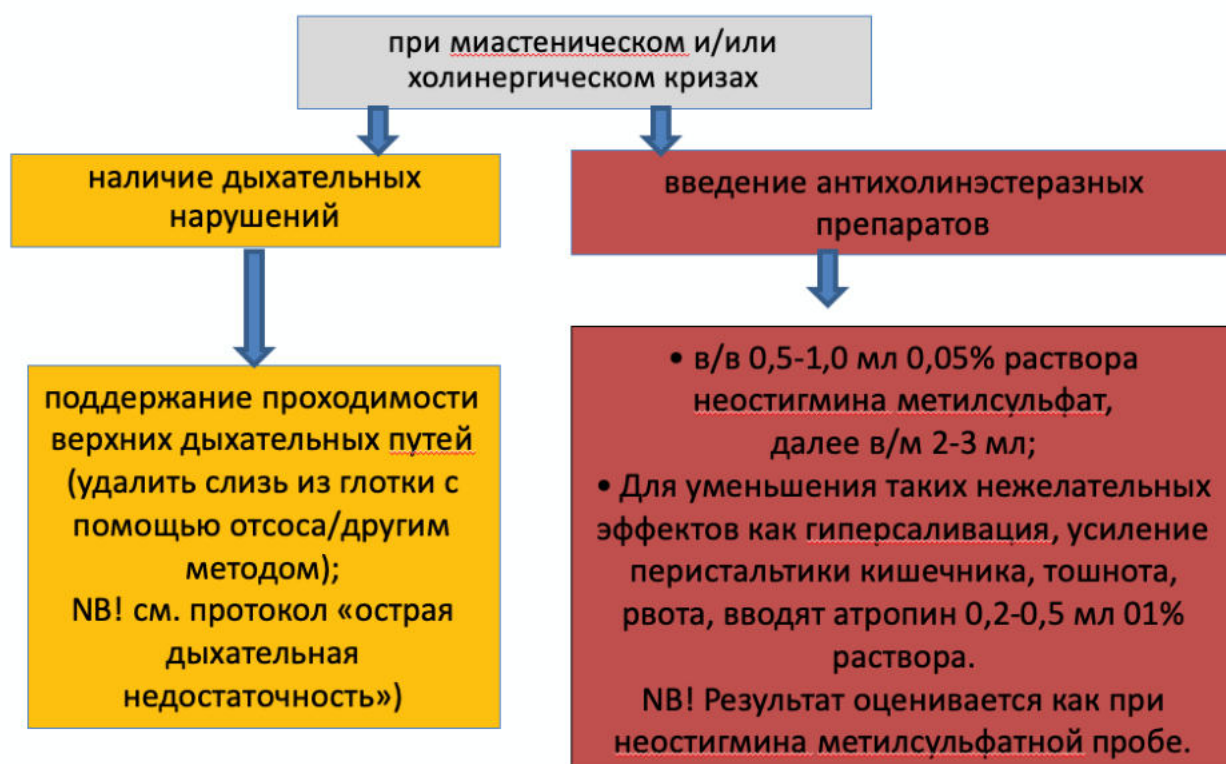 при миастеническом и/или
холинергическом кризах
наличие дыхательных
нарушений
введение антихолинэстеразных
препаратов
поддержание проходимости
верхних дыхательных путей
(удалить слизь из глотки с
помощью отсоса/другим
методом);
NB! см. протокол «острая
дыхательная
недостаточность»)
• в/в 0,5-1,0 мл 0,05% раствора
неостигмина метилсульфат,
далее в/м 2-3 мл;
• Для уменьшения таких нежелательных
эффектов как гиперсаливация, усиление
перистальтики кишечника, тошнота,
рвота, вводят атропин 0,2-0,5 мл 01%
раствора.
NB! Результат оценивается как при
неостигмина метилсульфатной пробе.